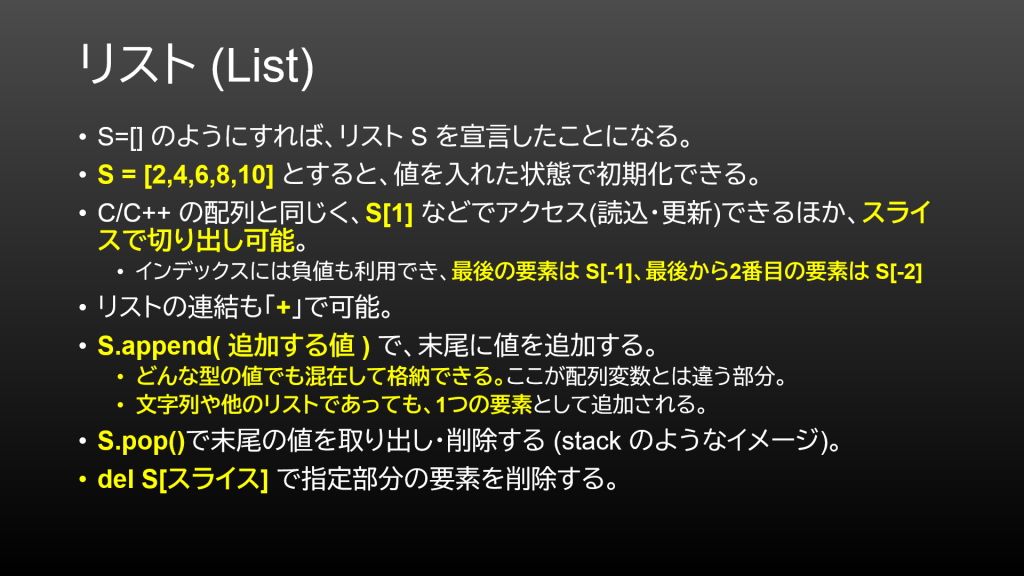 リスト (List)
• S=[] のようにすれば、リスト S を宣言したことになる。
• S = [2,4,6,8,10] とすると、値を入れた状態で初期化できる。
• C/C++ の配列と同じく、S[1] などでアクセス(読込・更新)できるほか、スライ
スで切り出し可能。
• インデックスには負値も利用でき、最後の要素は S[-1]、最後から2番目の要素は S[-2]
• リストの連結も「+」で可能。
• S.append( 追加する値 ) で、末尾に値を追加する。
• どんな型の値でも混在して格納できる。ここが配列変数とは違う部分。
• 文字列や他のリストであっても、1つの要素として追加される。
• S.pop()で末尾の値を取り出し・削除する (stack のようなイメージ)。
• del S[スライス] で指定部分の要素を削除する。